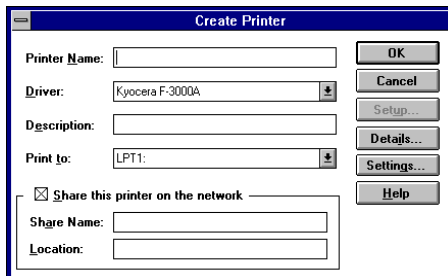 Create Printer
Printer Name:
OK
Driver: Kyocera F-3000A
Cancel
Setup...
Description:
Details...
Print to: LPT1:
Settings...
Share this printer on the network
Help
Share Name:
Location: